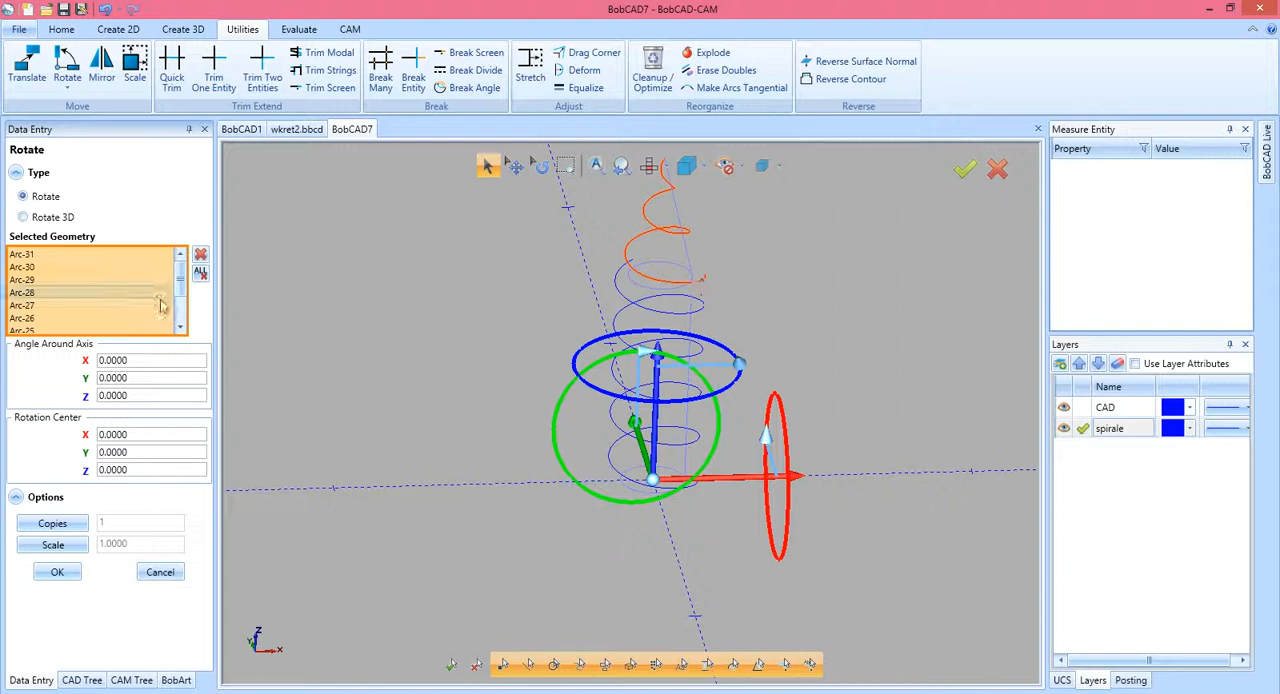 BobCAD7 - BobCAD-CAM
File Home Create 2D Create 3D Utilities Evaluate CAM
Translate Rotate Mirror Scale
Move
Quick Trim
Trim One Entity
Trim Two Entities
Trim Modal
Trim Strings
Trim Screen
Trim Extend
Break Many
Break Entity
Break Screen
Break Divide
Break Angle
Break
Stretch
Drag Corner
Deform
Equalize
Adjust
Cleanup / Optimize
Explode
Erase Doubles
Make Arcs Tangential
Reorganize
Reverse Surface Normal
Reverse Contour
Reverse
Data Entry
BobCAD1 wkret2.bbcd BobCAD7
Rotate
Type
Rotate
Rotate 3D
Selected Geometry
Arc-31
Arc-30
Arc-29
Arc-28
Arc-27
Arc-26
Arc-25
ALL
Angle Around Axis
X 0.0000
Y 0.0000
Z 0.0000
Rotation Center
X 0.0000
Y 0.0000
Z 0.0000
Options
Copies 1
Scale 1.0000
OK Cancel
Z
Y
X
Data Entry CAD Tree CAM Tree BobArt
Measure Entity
Property Value
BobCAD Live
Layers
Use Layer Attributes
Name
CAD
spirale
UCS Layers Posting